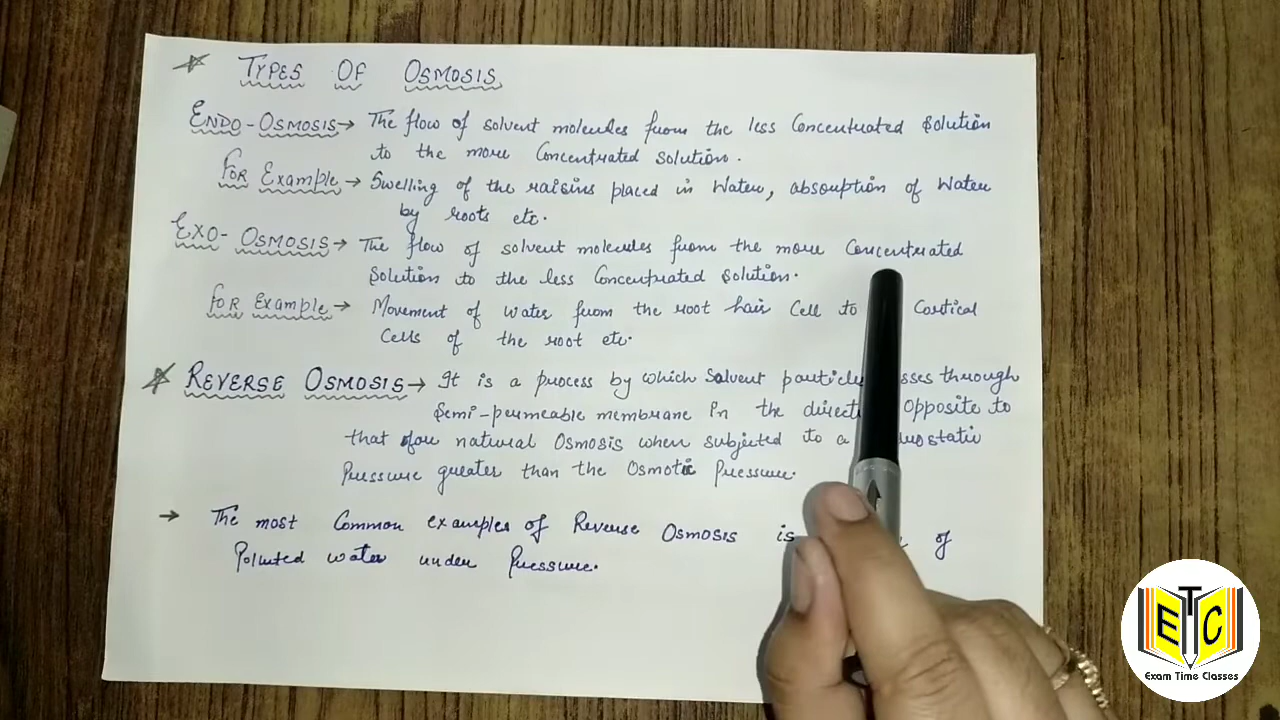 TYPES OF OSMOSIS
ENDO-OSMOSIS → The flow of solvent molecules from the less Concentrated Solution
to the more Concentrated solution.
For Example → Swelling of the raisins placed in Water, absorption of Water
by roots etc.
EXO-OSMOSIS → The flow of solvent molecules from the more Concentrated
Solution to the less Concentrated Solution.
For Example → Movement of water from the root hair Cell to Cortical
Cells of the root etc.
REVERSE OSMOSIS → It is a process by which Solvent through
Semi-permeable membrane in the Opposite to
that for natural Osmosis when subjected to a
Pressure greater than the Osmotic Pressure.
→ The most Common examples of Reverse Osmosis is of
Polluted water under Pressure.
ETC
Exam Time Classes